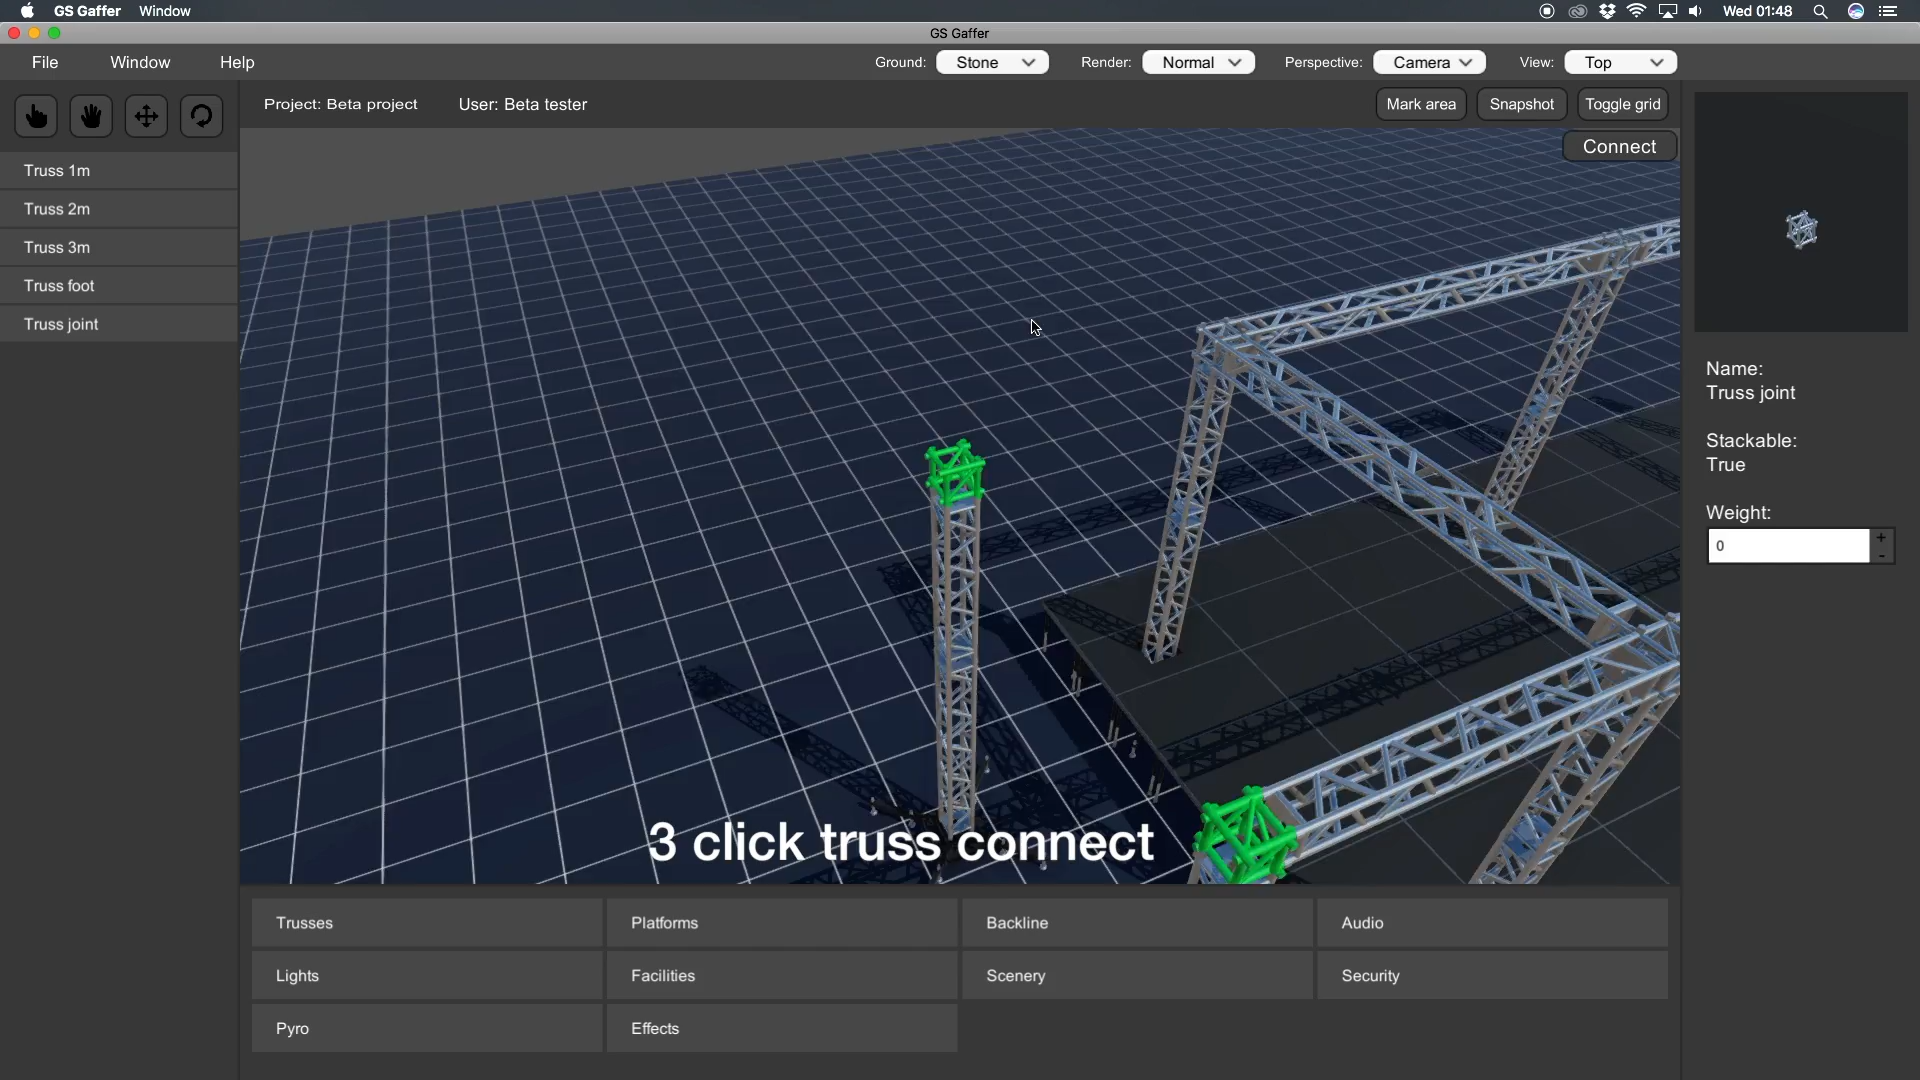 GS Gaffer Window Wed 01:48
GS Gaffer
File Window Help Ground: Stone Render: Normal Perspective: Camera View: Top
Project: Beta project User: Beta tester Mark area Snapshot Toggle grid
Connect
Truss 1m
Truss 2m
Truss 3m
Truss foot
Truss joint
Name:
Truss joint
Stackable:
True
Weight:
0 + -
3 click truss connect
Trusses Platforms Backline Audio
Lights Facilities Scenery Security
Pyro Effects